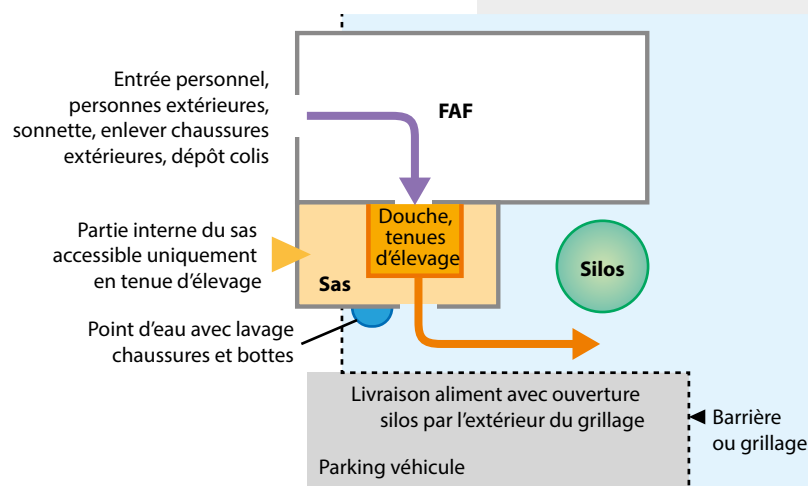 Entrée personnel,
personnes extérieures,
sonnette, enlever chaussures
extérieures, dépôt colis
FAF
Partie interne du sas
accessible uniquement
en tenue d'élevage
Douche,
tenues
d'élevage
Sas
Silos
Point d'eau avec lavage
chaussures et bottes
Livraison aliment avec ouverture
silos par l'extérieur du grillage
Parking véhicule
Barrière
ou grillage